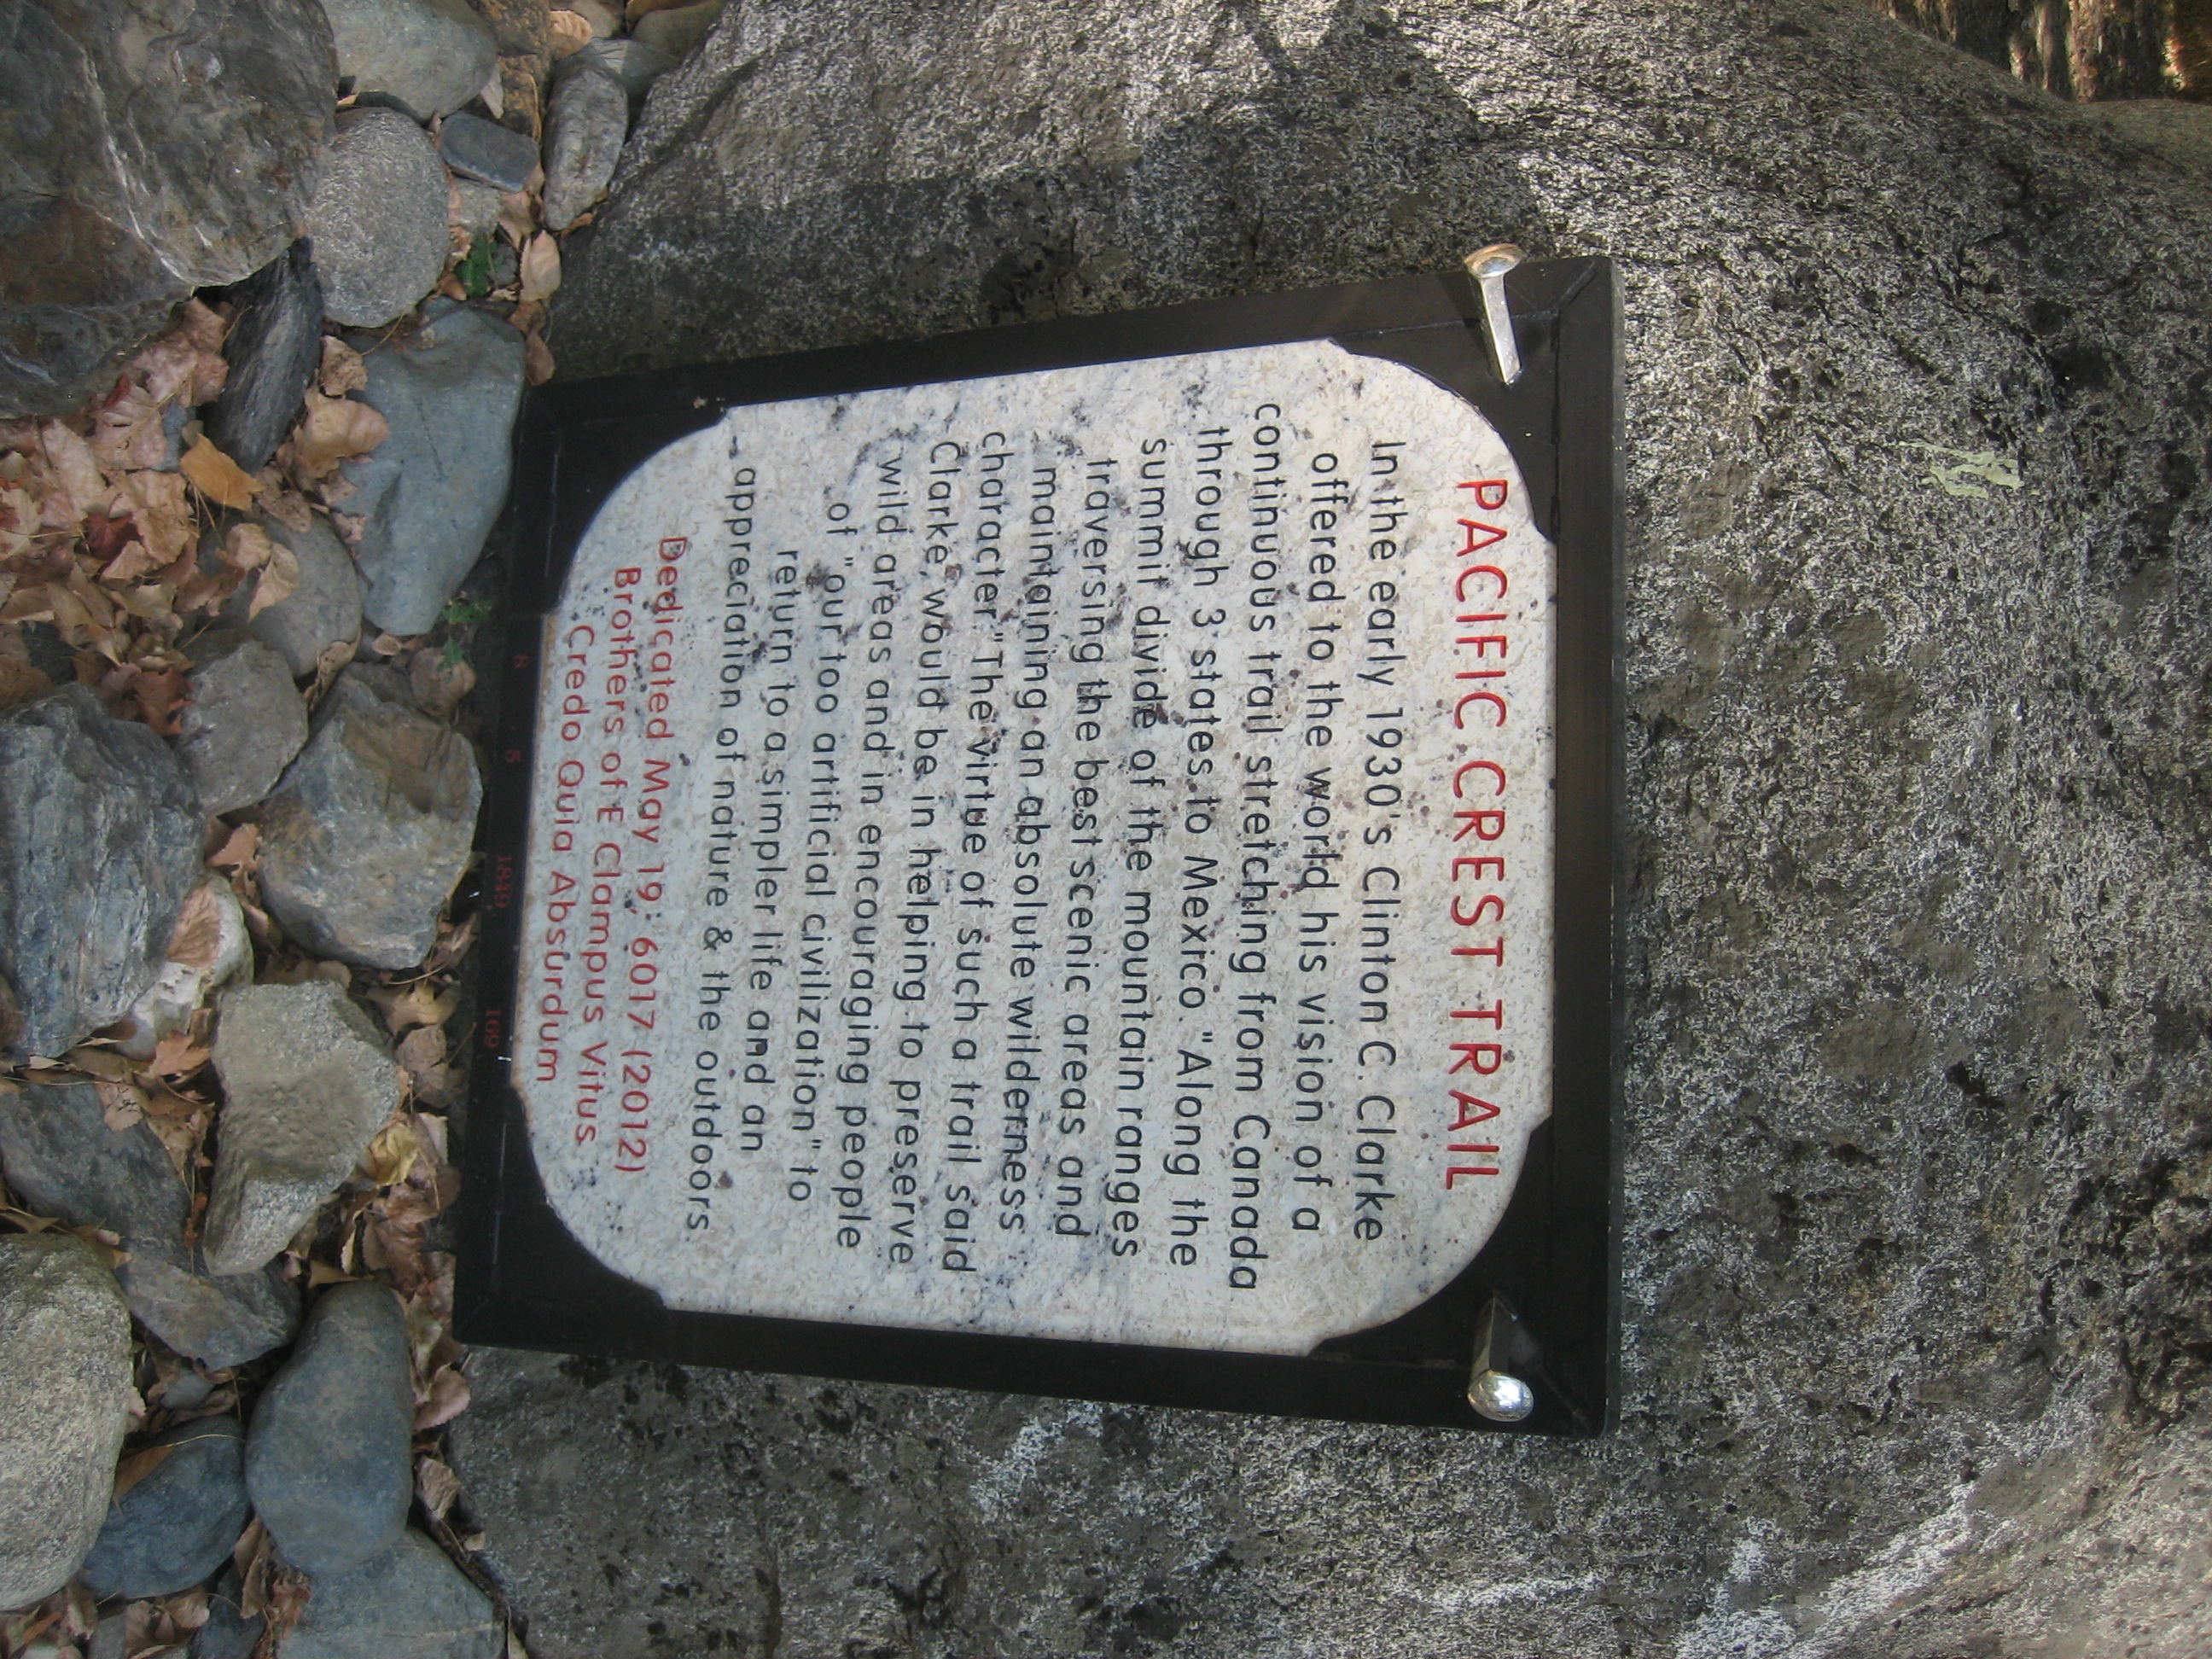 PACIFIC CREST TRAIL
In the early 1930's Clinton C. Clarke
offered to the world his vision of a
continuous trail stretching from Canada
through 3 states to Mexico. "Along the
summit divide of the mountain ranges
traversing the best scenic areas and
maintaining an absolute wilderness
character." The virtue of such a trail said
Clarke, would be in helping to preserve
wild areas and in encouraging people
of "our too artificial civilization" to
return to a simpler life and an
appreciation of nature & the outdoors
Dedicated May 19, 6017 (2012)
Brothers of E Clampus Vitus
Credo Quia Absurdum
8 5 1849 169